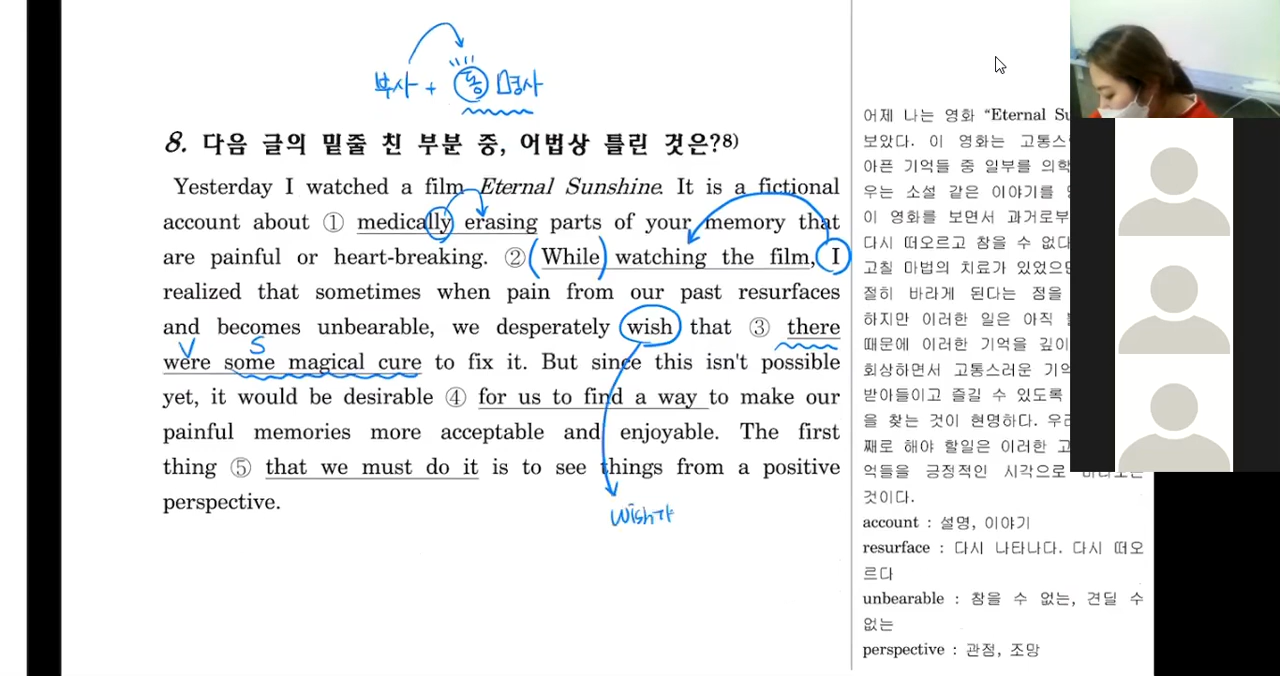 부사 + 동명사
8. 다음 글의 밑줄 친 부분 중, 어법상 틀린 것은?8)
Yesterday I watched a film Eternal Sunshine. It is a fictional
account about ① medically erasing parts of your memory that
are painful or heart-breaking. ② (While) watching the film, I
realized that sometimes when pain from our past resurfaces
and becomes unbearable, we desperately wish that ③ there
V S
were some magical cure to fix it. But since this isn't possible
yet, it would be desirable ④ for us to find a way to make our
painful memories more acceptable and enjoyable. The first
thing ⑤ that we must do it is to see things from a positive
perspective.
wish가
어제 나는 영화 “Eternal
보았다. 이 영화는
아픈 기억들 중 일부를
우는 소설 같은 이야기를
이 영화를 보면서 과거로부
다시 떠오르고 참을 수 없다
고칠 마법의 치료가 있었으면
절히 바라게 된다는 점을
하지만 이러한 일은 아직
때문에 이러한 기억을 깊이
회상하면서 고통스러운 기억
받아들이고 즐길 수 있도록
을 찾는 것이 현명하다.
째로 해야 할일은 이러한
억들을 긍정적인 시각으로
것이다.
account : 설명, 이야기
resurface : 다시 나타나다. 다시 떠오
르다
unbearable : 참을 수 없는, 견딜 수
없는
perspective : 관점, 조망